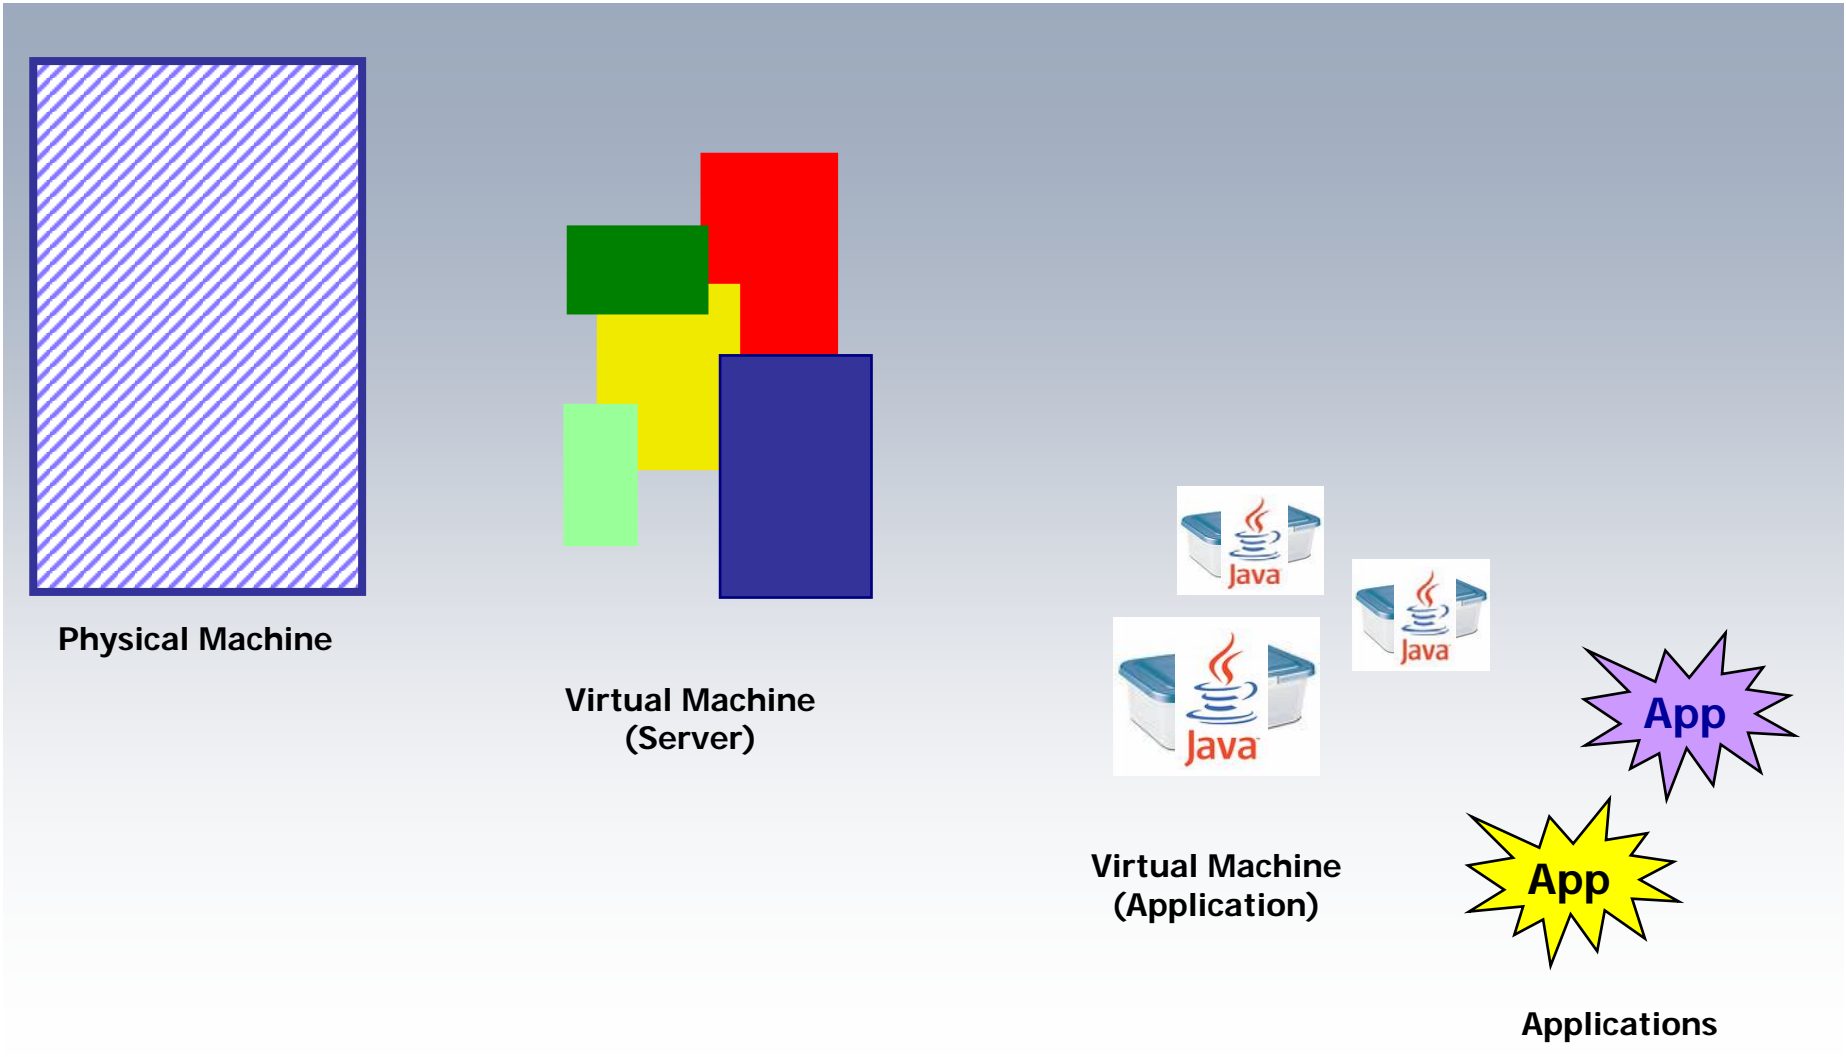 Physical Machine
Virtual Machine
(Server)
Java
Java
Java
Virtual Machine
(Application)
App
App
Applications